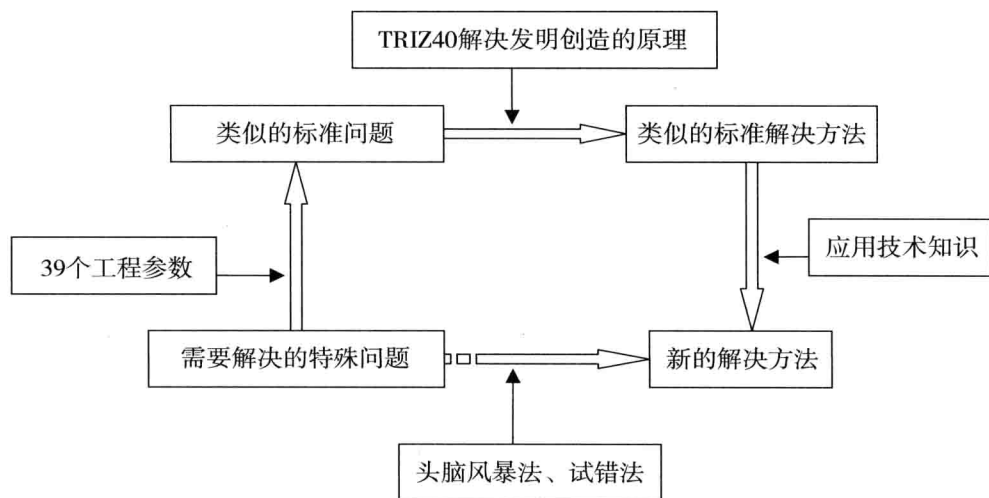 TRIZ40解决发明创造的原理
类似的标准问题
类似的标准解决方法
39个工程参数
应用技术知识
需要解决的特殊问题
新的解决方法
头脑风暴法、试错法